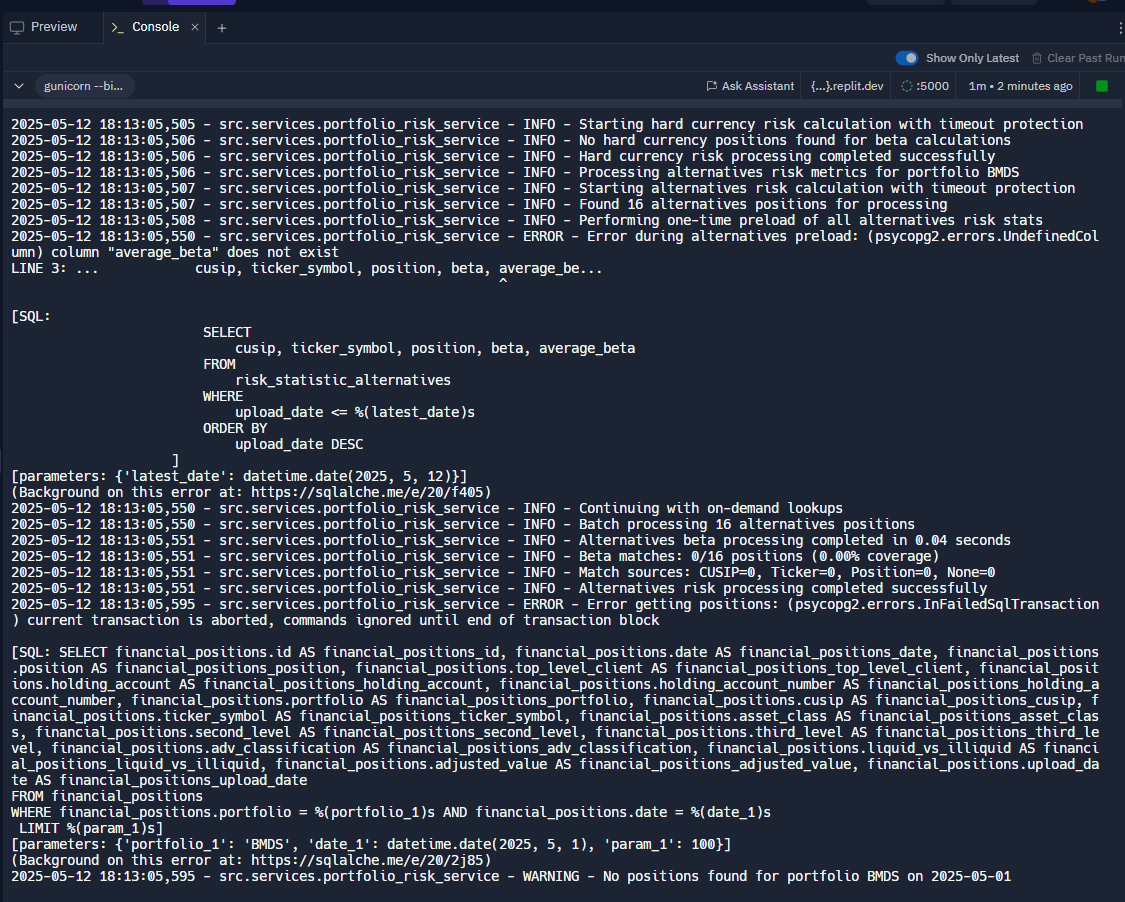 Preview
>_ Console × +
Show Only Latest Clear Past Run
gunicorn --bi... Ask Assistant {...}.replit.dev :5000 1m • 2 minutes ago
2025-05-12 18:13:05,505 - src.services.portfolio_risk_service - INFO - Starting hard currency risk calculation with timeout protection
2025-05-12 18:13:05,506 - src.services.portfolio_risk_service - INFO - No hard currency positions found for beta calculations
2025-05-12 18:13:05,506 - src.services.portfolio_risk_service - INFO - Hard currency risk processing completed successfully
2025-05-12 18:13:05,506 - src.services.portfolio_risk_service - INFO - Processing alternatives risk metrics for portfolio BMDS
2025-05-12 18:13:05,507 - src.services.portfolio_risk_service - INFO - Starting alternatives risk calculation with timeout protection
2025-05-12 18:13:05,507 - src.services.portfolio_risk_service - INFO - Found 16 alternatives positions for processing
2025-05-12 18:13:05,508 - src.services.portfolio_risk_service - INFO - Performing one-time preload of all alternatives risk stats
2025-05-12 18:13:05,550 - src.services.portfolio_risk_service - ERROR - Error during alternatives preload: (psycopg2.errors.UndefinedCol
umn) column "average_beta" does not exist
LINE 3: ...            cusip, ticker_symbol, position, beta, average_be...
^
[SQL:
SELECT
cusip, ticker_symbol, position, beta, average_beta
FROM
risk_statistic_alternatives
WHERE
upload_date <= %(latest_date)s
ORDER BY
upload_date DESC
]
[parameters: {'latest_date': datetime.date(2025, 5, 12)}]
(Background on this error at: https://sqlalche.me/e/20/f405)
2025-05-12 18:13:05,550 - src.services.portfolio_risk_service - INFO - Continuing with on-demand lookups
2025-05-12 18:13:05,550 - src.services.portfolio_risk_service - INFO - Batch processing 16 alternatives positions
2025-05-12 18:13:05,551 - src.services.portfolio_risk_service - INFO - Alternatives beta processing completed in 0.04 seconds
2025-05-12 18:13:05,551 - src.services.portfolio_risk_service - INFO - Beta matches: 0/16 positions (0.00% coverage)
2025-05-12 18:13:05,551 - src.services.portfolio_risk_service - INFO - Match sources: CUSIP=0, Ticker=0, Position=0, None=0
2025-05-12 18:13:05,551 - src.services.portfolio_risk_service - INFO - Alternatives risk processing completed successfully
2025-05-12 18:13:05,595 - src.services.portfolio_risk_service - ERROR - Error getting positions: (psycopg2.errors.InFailedSqlTransaction
) current transaction is aborted, commands ignored until end of transaction block
[SQL: SELECT financial_positions.id AS financial_positions_id, financial_positions.date AS financial_positions_date, financial_positions
.position AS financial_positions_position, financial_positions.top_level_client AS financial_positions_top_level_client, financial_posit
ions.holding_account AS financial_positions_holding_account, financial_positions.holding_account_number AS financial_positions_holding_a
ccount_number, financial_positions.portfolio AS financial_positions_portfolio, financial_positions.cusip AS financial_positions_cusip, f
inancial_positions.ticker_symbol AS financial_positions_ticker_symbol, financial_positions.asset_class AS financial_positions_asset_clas
s, financial_positions.second_level AS financial_positions_second_level, financial_positions.third_level AS financial_positions_third_le
vel, financial_positions.adv_classification AS financial_positions_adv_classification, financial_positions.liquid_vs_illiquid AS financi
al_positions_liquid_vs_illiquid, financial_positions.adjusted_value AS financial_positions_adjusted_value, financial_positions.upload_da
te AS financial_positions_upload_date
FROM financial_positions
WHERE financial_positions.portfolio = %(portfolio_1)s AND financial_positions.date = %(date_1)s
LIMIT %(param_1)s]
[parameters: {'portfolio_1': 'BMDS', 'date_1': datetime.date(2025, 5, 1), 'param_1': 100}]
(Background on this error at: https://sqlalche.me/e/20/2j85)
2025-05-12 18:13:05,595 - src.services.portfolio_risk_service - WARNING - No positions found for portfolio BMDS on 2025-05-01